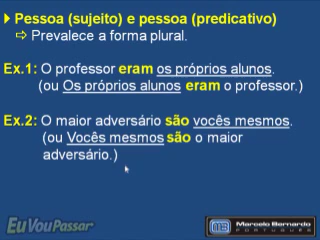 Pessoa (sujeito) e pessoa (predicativo)
Prevalece a forma plural.
Ex.1: O professor eram os próprios alunos.
(ou Os próprios alunos eram o professor.)
Ex.2: O maior adversário são vocês mesmos.
(ou Vocês mesmos são o maior
adversário.)
EuVouPassar
MB Marcelo Bernardo
PORTUGUÊS